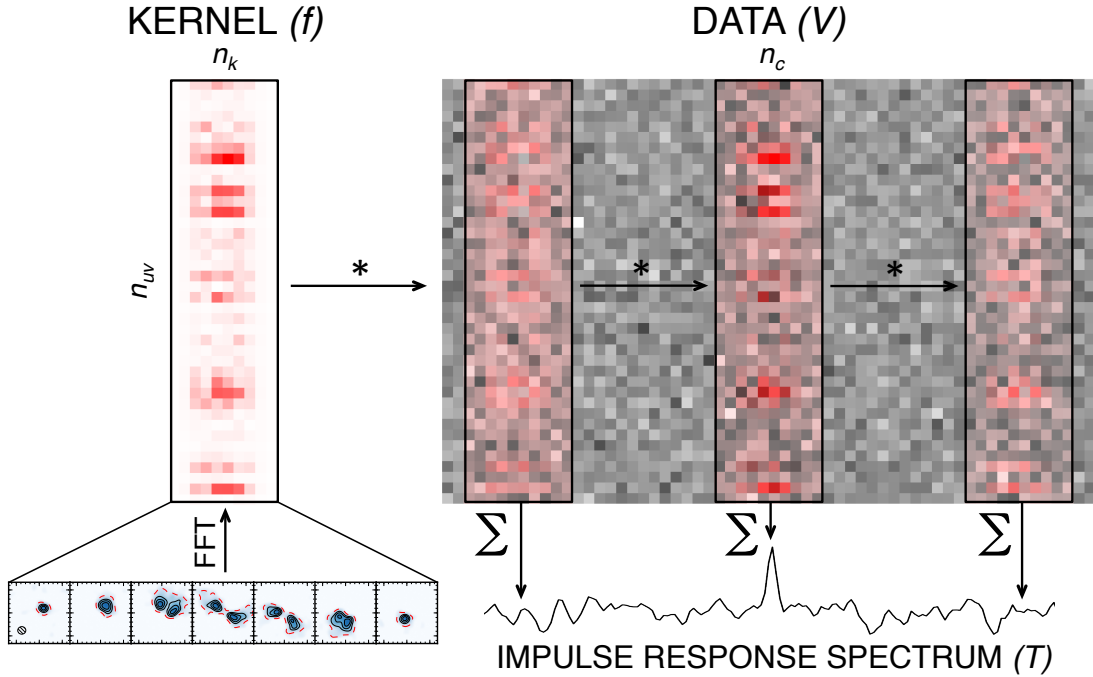 KERNEL (f)
DATA (V)
n_k
n_c
n_uv
*
*
*
FFT
Σ
Σ
Σ
IMPULSE RESPONSE SPECTRUM (T)